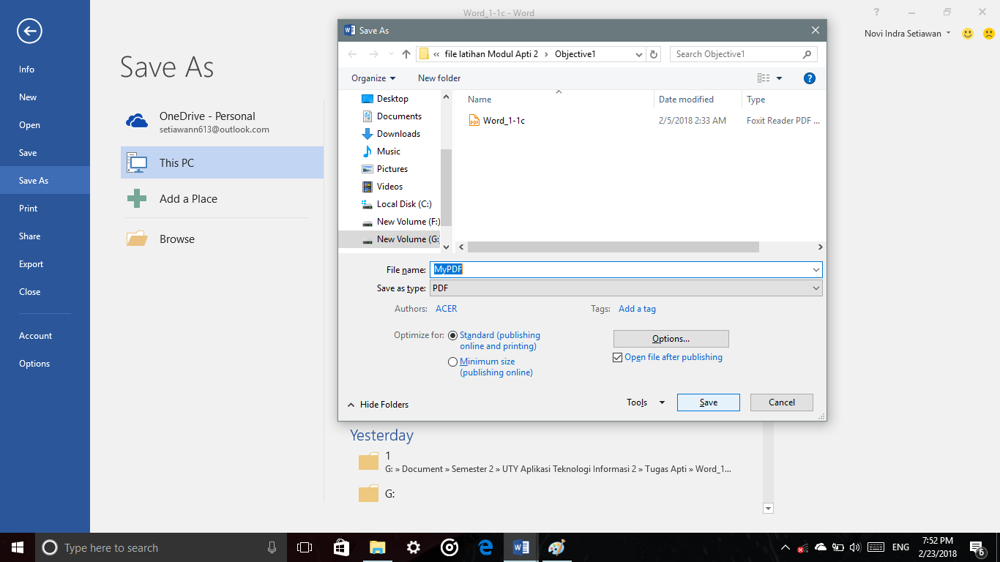 Word_1-1c - Word
Novi Indra Setiawan
Info
New
Open
Save
Save As
Print
Share
Export
Close
Account
Options
Save As
OneDrive - Personal
setiawann613@outlook.com
This PC
Add a Place
Browse
Save As
« file latihan Modul Apti 2 > Objective1
Search Objective1
Organize
New folder
Desktop
Documents
Downloads
Music
Pictures
Videos
Local Disk (C:)
New Volume (F:)
New Volume (G:
Name Date modified Type
Word_1-1c 2/5/2018 2:33 AM Foxit Reader PDF ...
File name: MyPDF
Save as type: PDF
Authors: ACER Tags: Add a tag
Optimize for: Standard (publishing
online and printing)
Minimum size
(publishing online)
Options...
Open file after publishing
Hide Folders
Tools Save Cancel
Yesterday
1
G: » Document » Semester 2 » UTY Aplikasi Teknologi Informasi 2 » Tugas Apti » Word_1...
G:
Type here to search
ENG
7:52 PM
2/23/2018
6